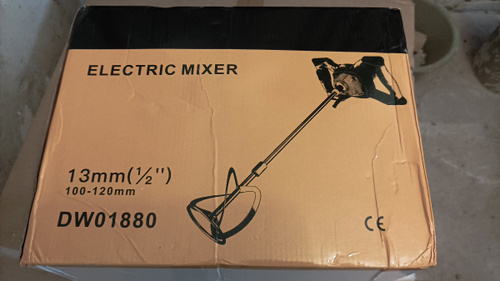 ELECTRIC MIXER
13mm(1/2'')
100-120mm
DW01880
CE